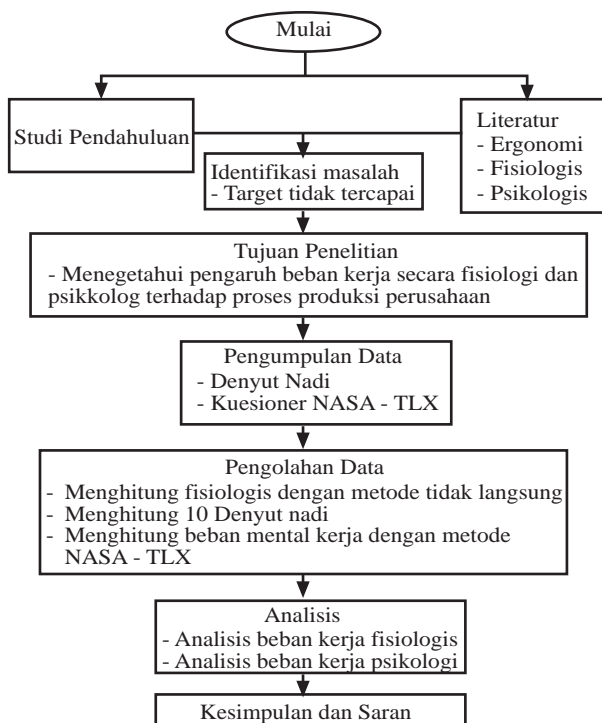 Mulai
Studi Pendahuluan
Literatur
- Ergonomi
- Fisiologis
- Psikologis
Identifikasi masalah
- Target tidak tercapai
Tujuan Penelitian
- Menegetahui pengaruh beban kerja secara fisiologi dan
psikkolog terhadap proses produksi perusahaan
Pengumpulan Data
- Denyut Nadi
- Kuesioner NASA - TLX
Pengolahan Data
- Menghitung fisiologis dengan metode tidak langsung
- Menghitung 10 Denyut nadi
- Menghitung beban mental kerja dengan metode
NASA - TLX
Analisis
- Analisis beban kerja fisiologis
- Analisis beban kerja psikologi
Kesimpulan dan Saran